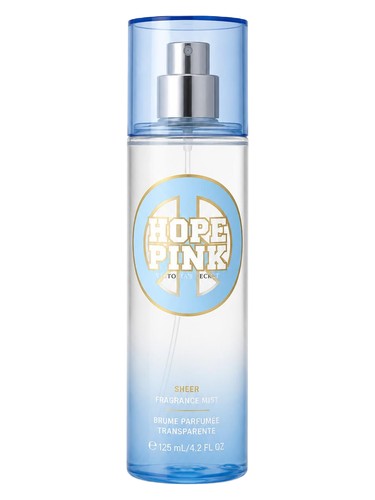 HOPE
PINK
SHEER
FRAGRANCE MIST
BRUME PARFUMÉE
TRANSPARENTE
℮ 125 mL/4.2 FL OZ